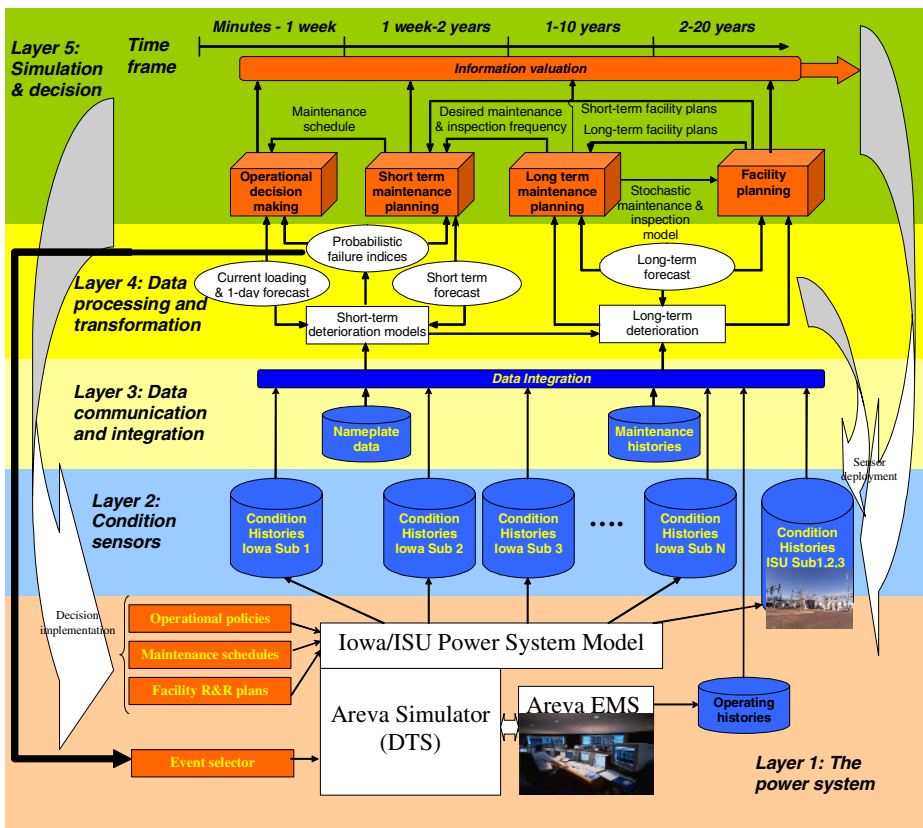 Layer 5:
Simulation
& decision
Time
frame
Minutes - 1 week
1 week-2 years
1-10 years
2-20 years
Information valuation
Maintenance
schedule
Desired maintenance
& inspection frequency
Short-term facility plans
Long-term facility plans
Operational
decision
making
Short term
maintenance
planning
Long term
maintenance
planning
Facility
planning
Stochastic
maintenance &
inspection
model
Layer 4: Data
processing and
transformation
Probabilistic
failure indices
Current loading
& 1-day forecast
Short term
forecast
Long-term
forecast
Short-term
deterioration models
Long-term
deterioration
Layer 3: Data
communication
and integration
Data Integration
Nameplate
data
Maintenance
histories
Sensor
deployment
Layer 2:
Condition
sensors
Condition
Histories
Iowa Sub 1
Condition
Histories
Iowa Sub 2
Condition
Histories
Iowa Sub 3
....
Condition
Histories
Iowa Sub N
Condition
Histories
ISU Sub1,2,3
Decision
implementation
Operational policies
Maintenance schedules
Facility R&R plans
Event selector
Iowa/ISU Power System Model
Areva Simulator
(DTS)
Areva EMS
Operating
histories
Layer 1: The
power system